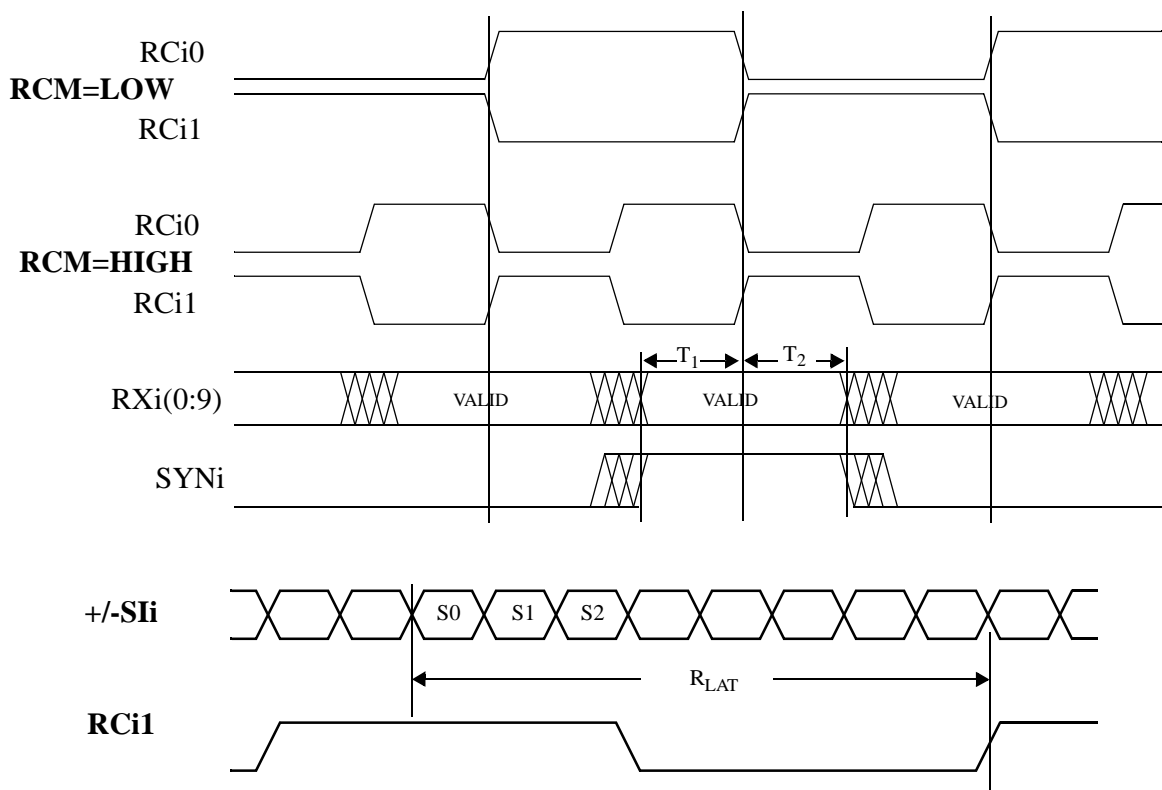 RCi0
RCM=LOW
RCi1
RCi0
RCM=HIGH
RCi1
T1 T2
RXi(0:9) VALID VALID VALID
SYNi
+/-SIi S0 S1 S2
RLAT
RCi1